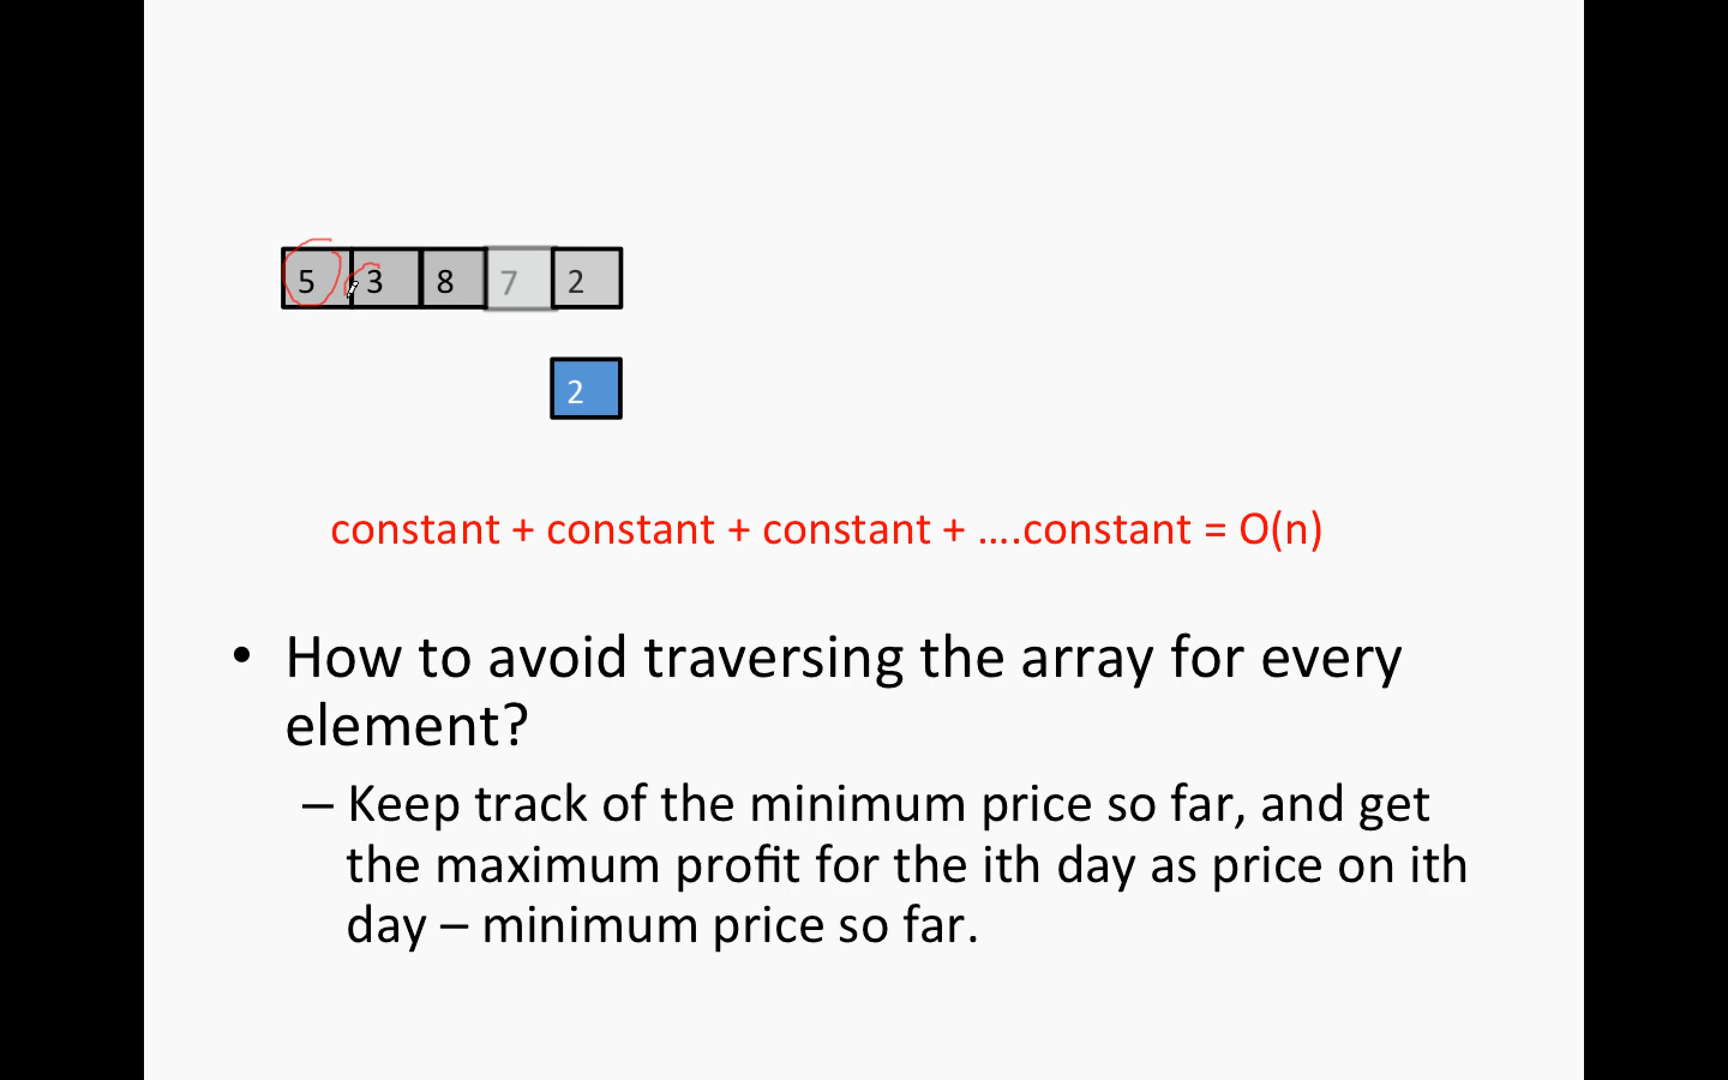 5 3 8 7 2
2
constant + constant + constant + ....constant = O(n)
• How to avoid traversing the array for every
element?
– Keep track of the minimum price so far, and get
the maximum profit for the ith day as price on ith
day – minimum price so far.